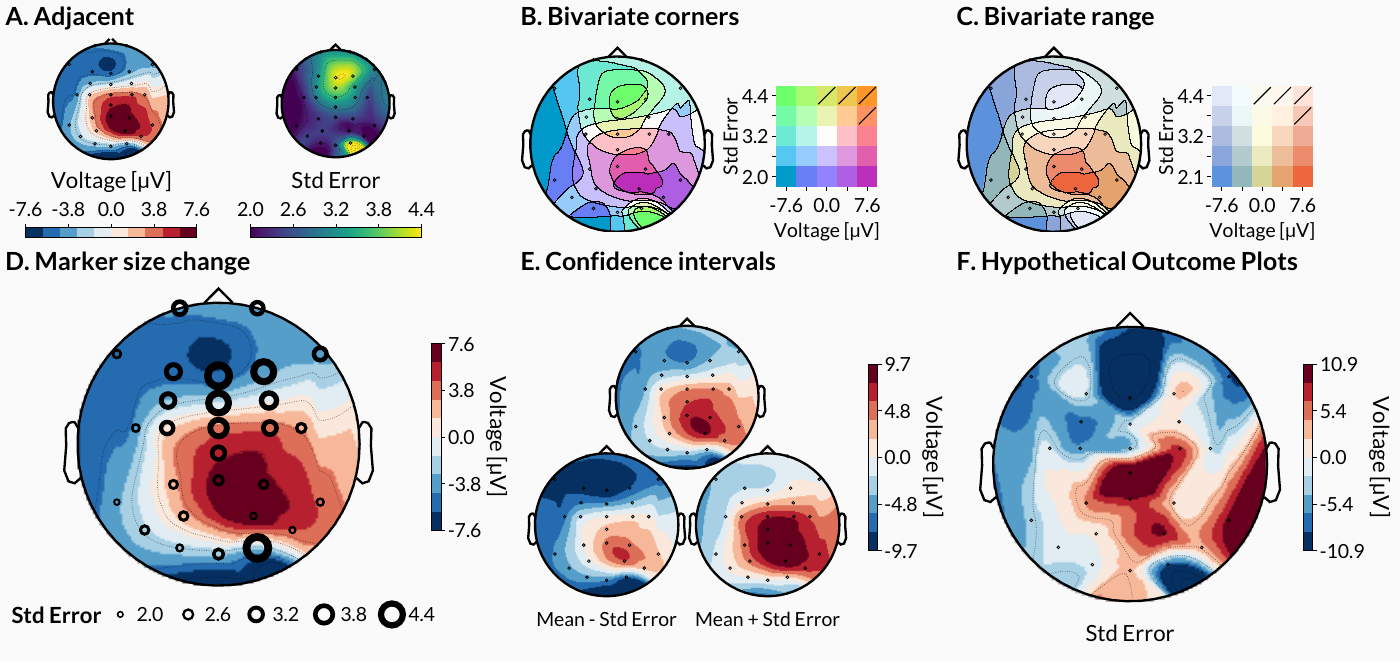 A. Adjacent
Voltage [µV]
-7.6 -3.8 0.0 3.8 7.6
Std Error
2.0 2.6 3.2 3.8 4.4
B. Bivariate corners
Std Error
4.4
3.2
2.0
-7.6 0.0 7.6
Voltage [µV]
C. Bivariate range
Std Error
4.4
3.2
2.1
-7.6 0.0 7.6
Voltage [µV]
D. Marker size change
7.6
3.8
0.0
-3.8
-7.6
Voltage [µV]
Std Error 2.0 2.6 3.2 3.8 4.4
E. Confidence intervals
Mean - Std Error
Mean + Std Error
9.7
4.8
0.0
-4.8
-9.7
Voltage [µV]
F. Hypothetical Outcome Plots
10.9
5.4
0.0
-5.4
-10.9
Voltage [µV]
Std Error